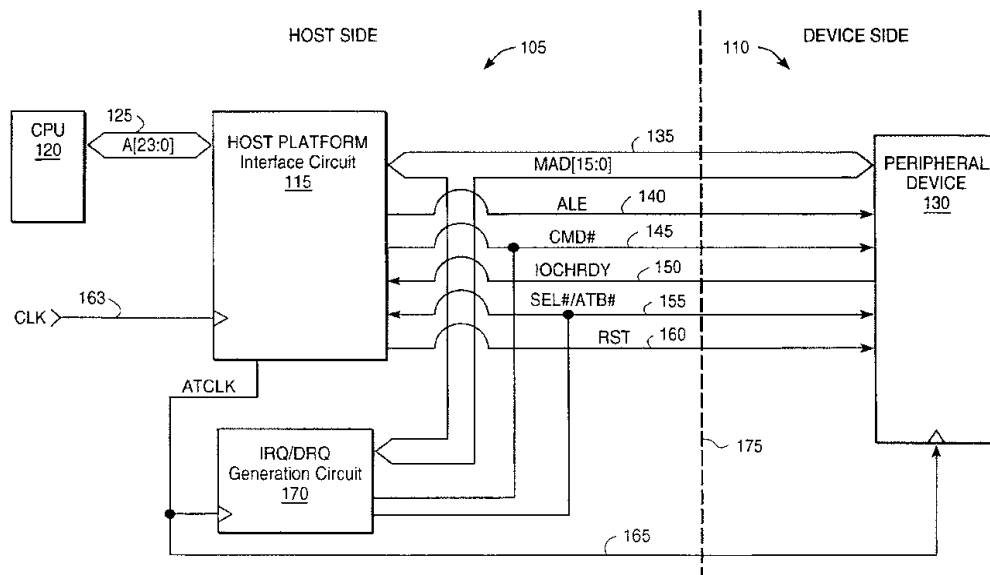 HOST SIDE
105
110
DEVICE SIDE
CPU
120
125
A[23:0]
HOST PLATFORM
Interface Circuit
115
135
MAD[15:0]
PERIPHERAL
DEVICE
130
ALE
140
CMD#
145
IOCHRDY
150
SEL#/ATB#
155
RST
160
CLK
163
ATCLK
IRQ/DRQ
Generation Circuit
170
175
165